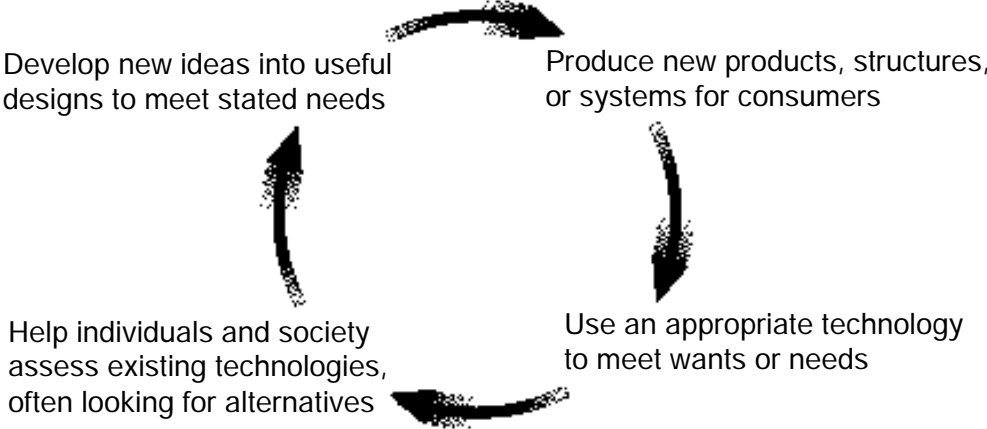 Develop new ideas into useful
designs to meet stated needs
Produce new products, structures,
or systems for consumers
Use an appropriate technology
to meet wants or needs
Help individuals and society
assess existing technologies,
often looking for alternatives